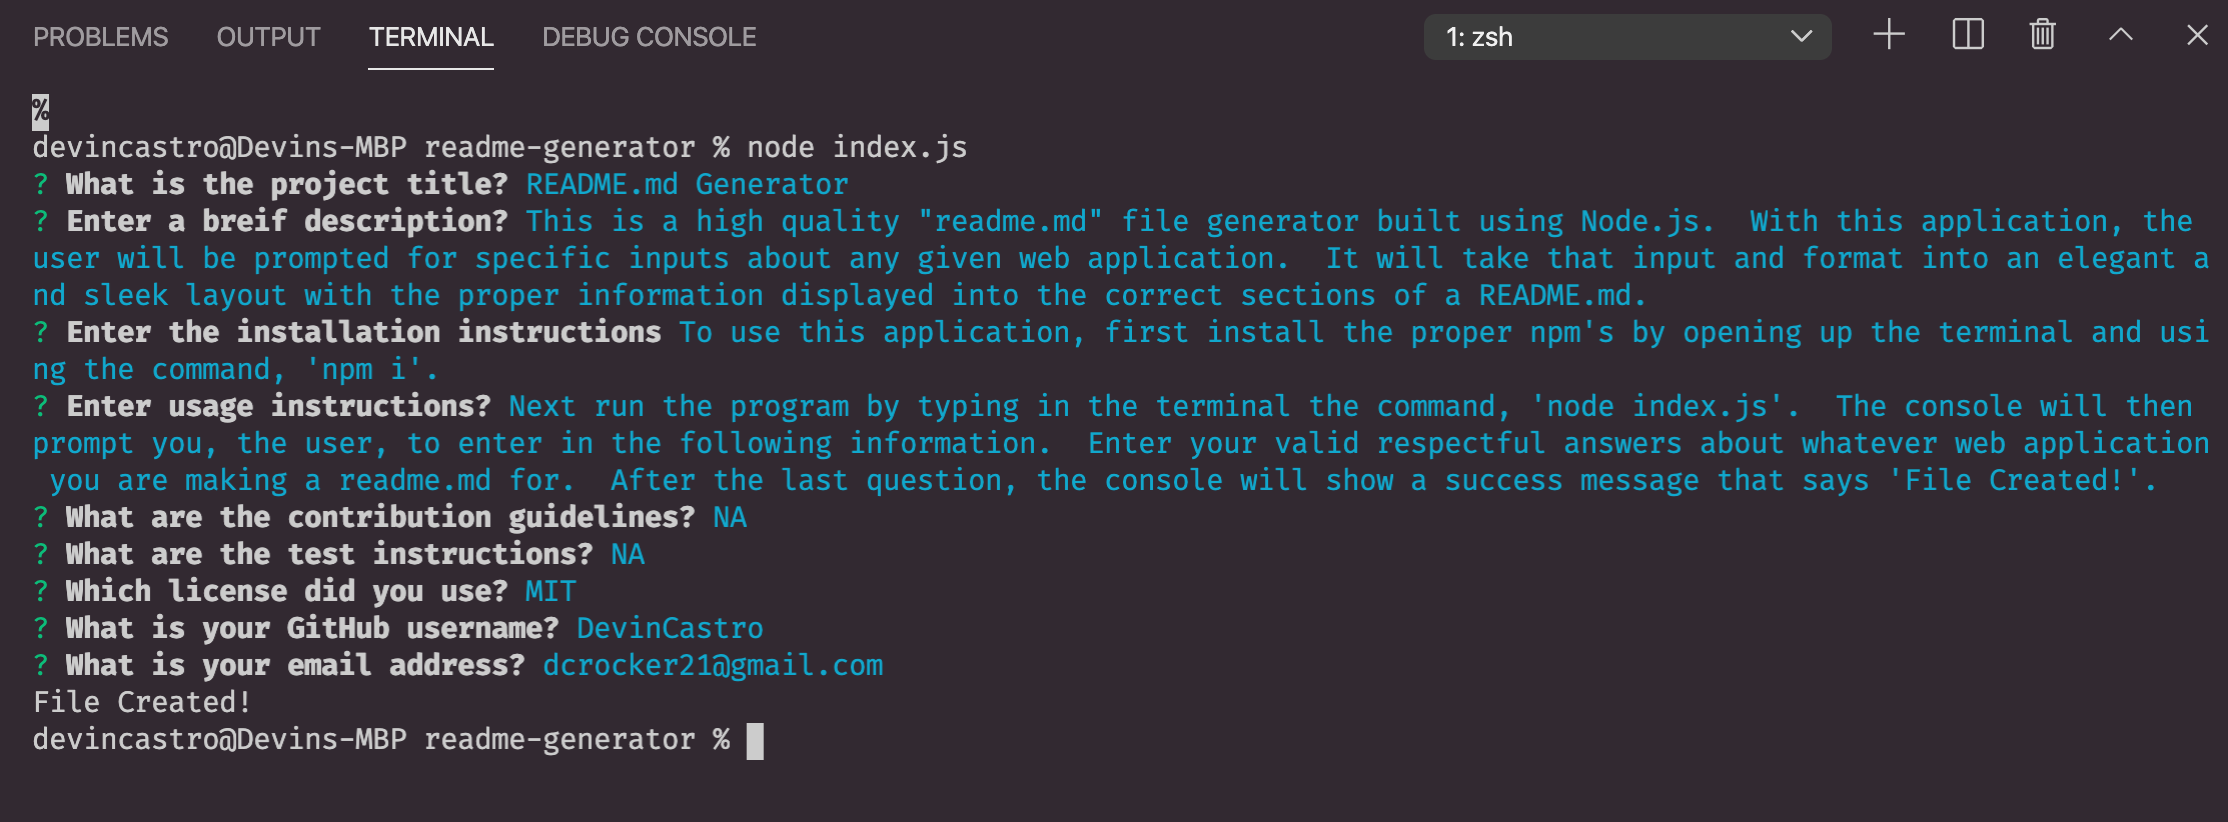 PROBLEMS OUTPUT TERMINAL DEBUG CONSOLE 1: zsh
%
devincastro@Devins-MBP readme-generator % node index.js
? What is the project title? README.md Generator
? Enter a breif description? This is a high quality "readme.md" file generator built using Node.js.  With this application, the
user will be prompted for specific inputs about any given web application.  It will take that input and format into an elegant a
nd sleek layout with the proper information displayed into the correct sections of a README.md.
? Enter the installation instructions To use this application, first install the proper npm's by opening up the terminal and usi
ng the command, 'npm i'.
? Enter usage instructions? Next run the program by typing in the terminal the command, 'node index.js'.  The console will then
prompt you, the user, to enter in the following information.  Enter your valid respectful answers about whatever web application
 you are making a readme.md for.  After the last question, the console will show a success message that says 'File Created!'.
? What are the contribution guidelines? NA
? What are the test instructions? NA
? Which license did you use? MIT
? What is your GitHub username? DevinCastro
? What is your email address? dcrocker21@gmail.com
File Created!
devincastro@Devins-MBP readme-generator %